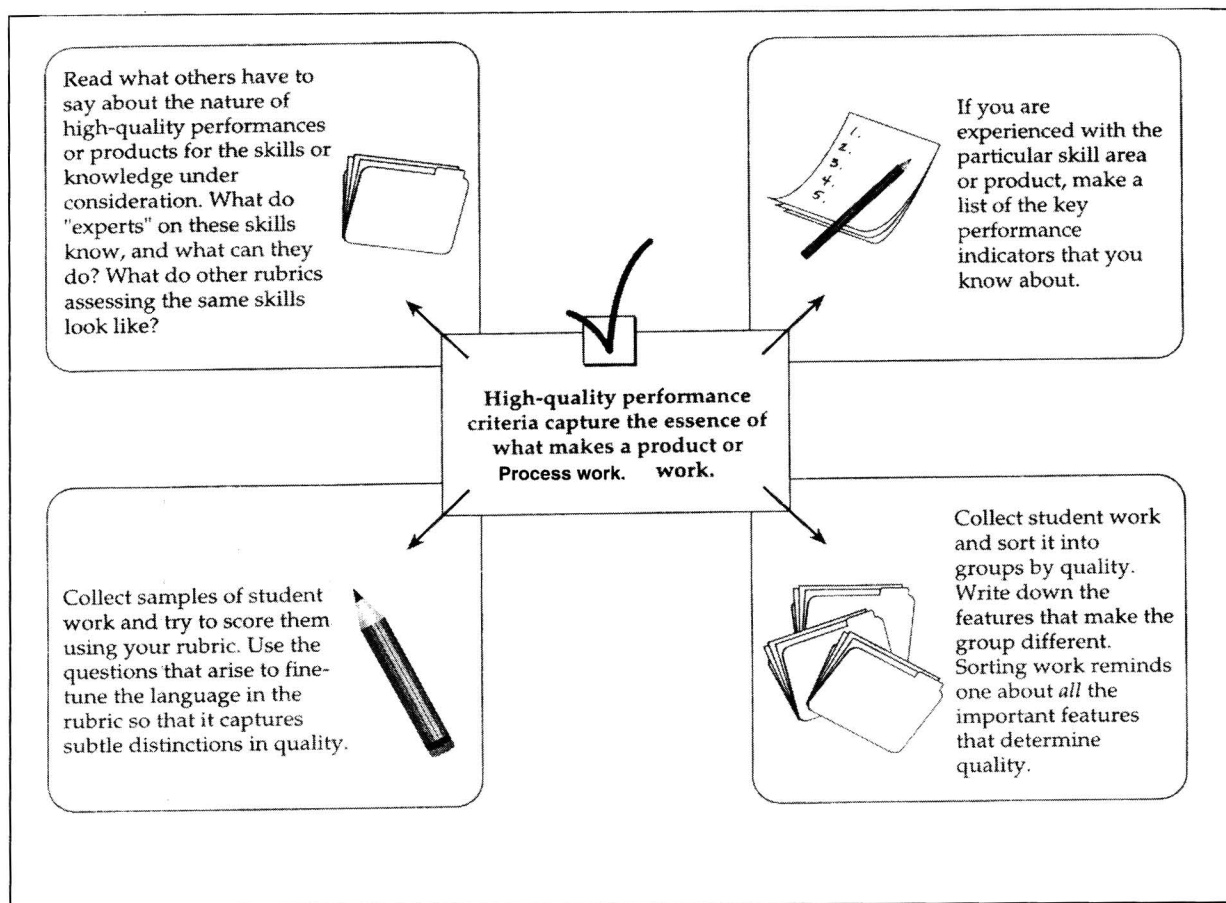 Read what others have to
say about the nature of
high-quality performances
or products for the skills or
knowledge under
consideration. What do
"experts" on these skills
know, and what can they
do? What do other rubrics
assessing the same skills
look like?
1.
2.
3.
4.
5.
If you are
experienced with the
particular skill area
or product, make a
list of the key
performance
indicators that you
know about.
High-quality performance
criteria capture the essence of
what makes a product or
Process work. work.
Collect samples of student
work and try to score them
using your rubric. Use the
questions that arise to fine-
tune the language in the
rubric so that it captures
subtle distinctions in quality.
Collect student work
and sort it into
groups by quality.
Write down the
features that make the
group different.
Sorting work reminds
one about all the
important features
that determine
quality.